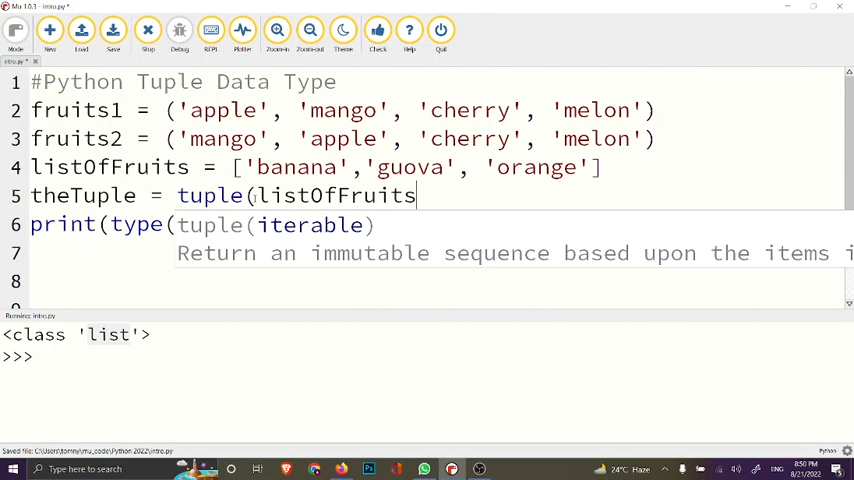 Mu 1.0.3 - intro.py *
Mode New Load Save Stop Debug REPL Plotter Zoom-in Zoom-out Theme Check Help Quit
intro.py *
1 #Python Tuple Data Type
2 fruits1 = ('apple', 'mango', 'cherry', 'melon')
3 fruits2 = ('mango', 'apple', 'cherry', 'melon')
4 listOfFruits = ['banana','guova', 'orange']
5 theTuple = tuple(listOfFruits
6 print(type(
tuple(iterable)
7
Return an immutable sequence based upon the items i
8
9
Running: intro.py
<class 'list'>
>>>
Saved file: C:\Users\tomny\mu_code\Python 2022\intro.py
Python
Type here to search
24°C Haze
ENG
8:50 PM
8/21/2022